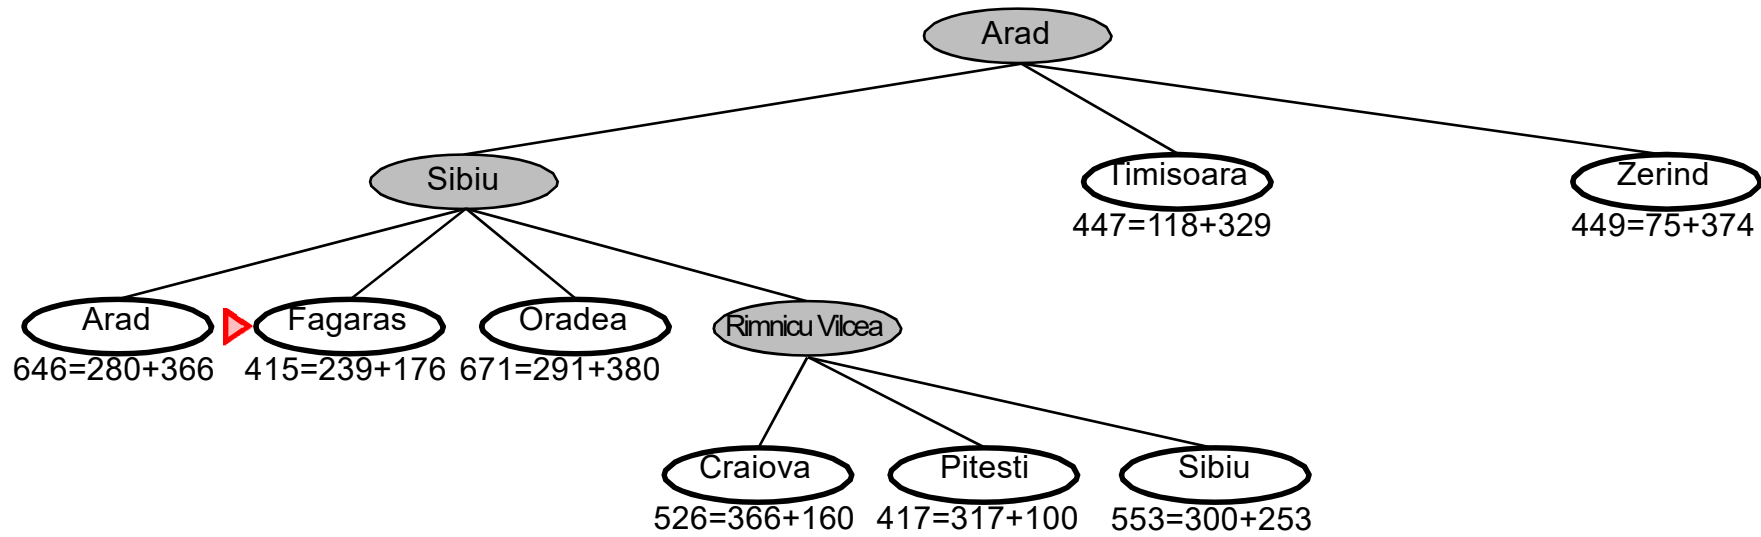 Arad
Sibiu
Timisoara
Zerind
447=118+329
449=75+374
Arad
Fagaras
Oradea
Rimnicu Vilcea
646=280+366
415=239+176
671=291+380
Craiova
Pitesti
Sibiu
526=366+160
417=317+100
553=300+253